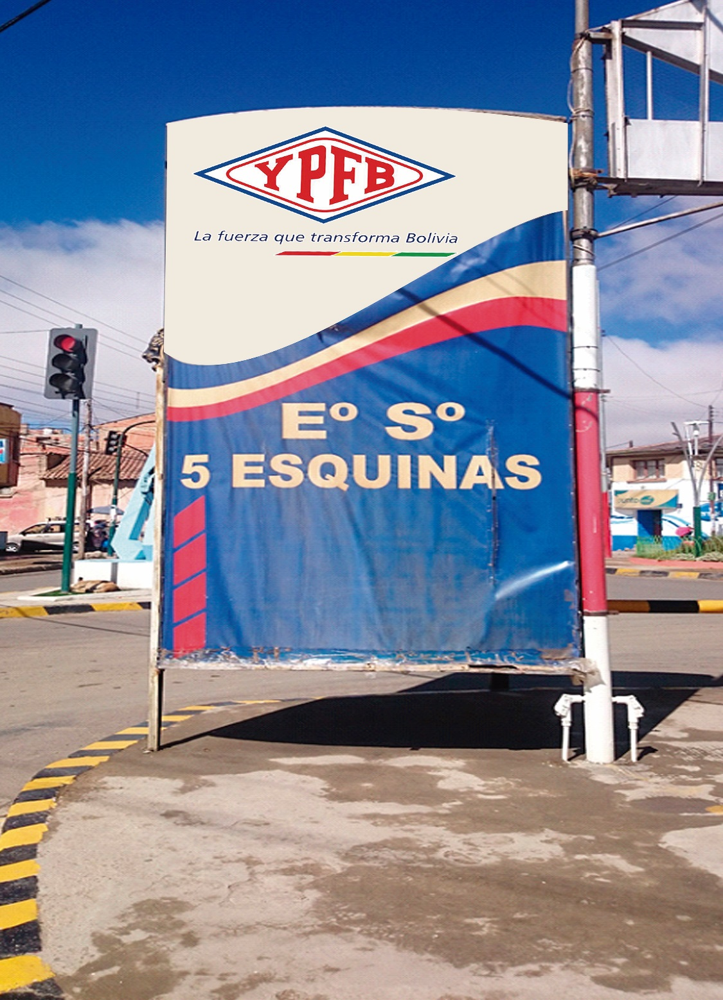 YPFB
La fuerza que transforma Bolivia
Eº Sº
5 ESQUINAS